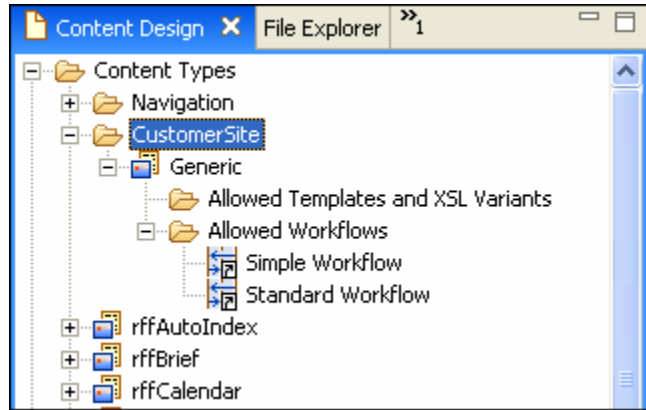 Content Design File Explorer »1
Content Types
Navigation
CustomerSite
Generic
Allowed Templates and XSL Variants
Allowed Workflows
Simple Workflow
Standard Workflow
rffAutoIndex
rffBrief
rffCalendar